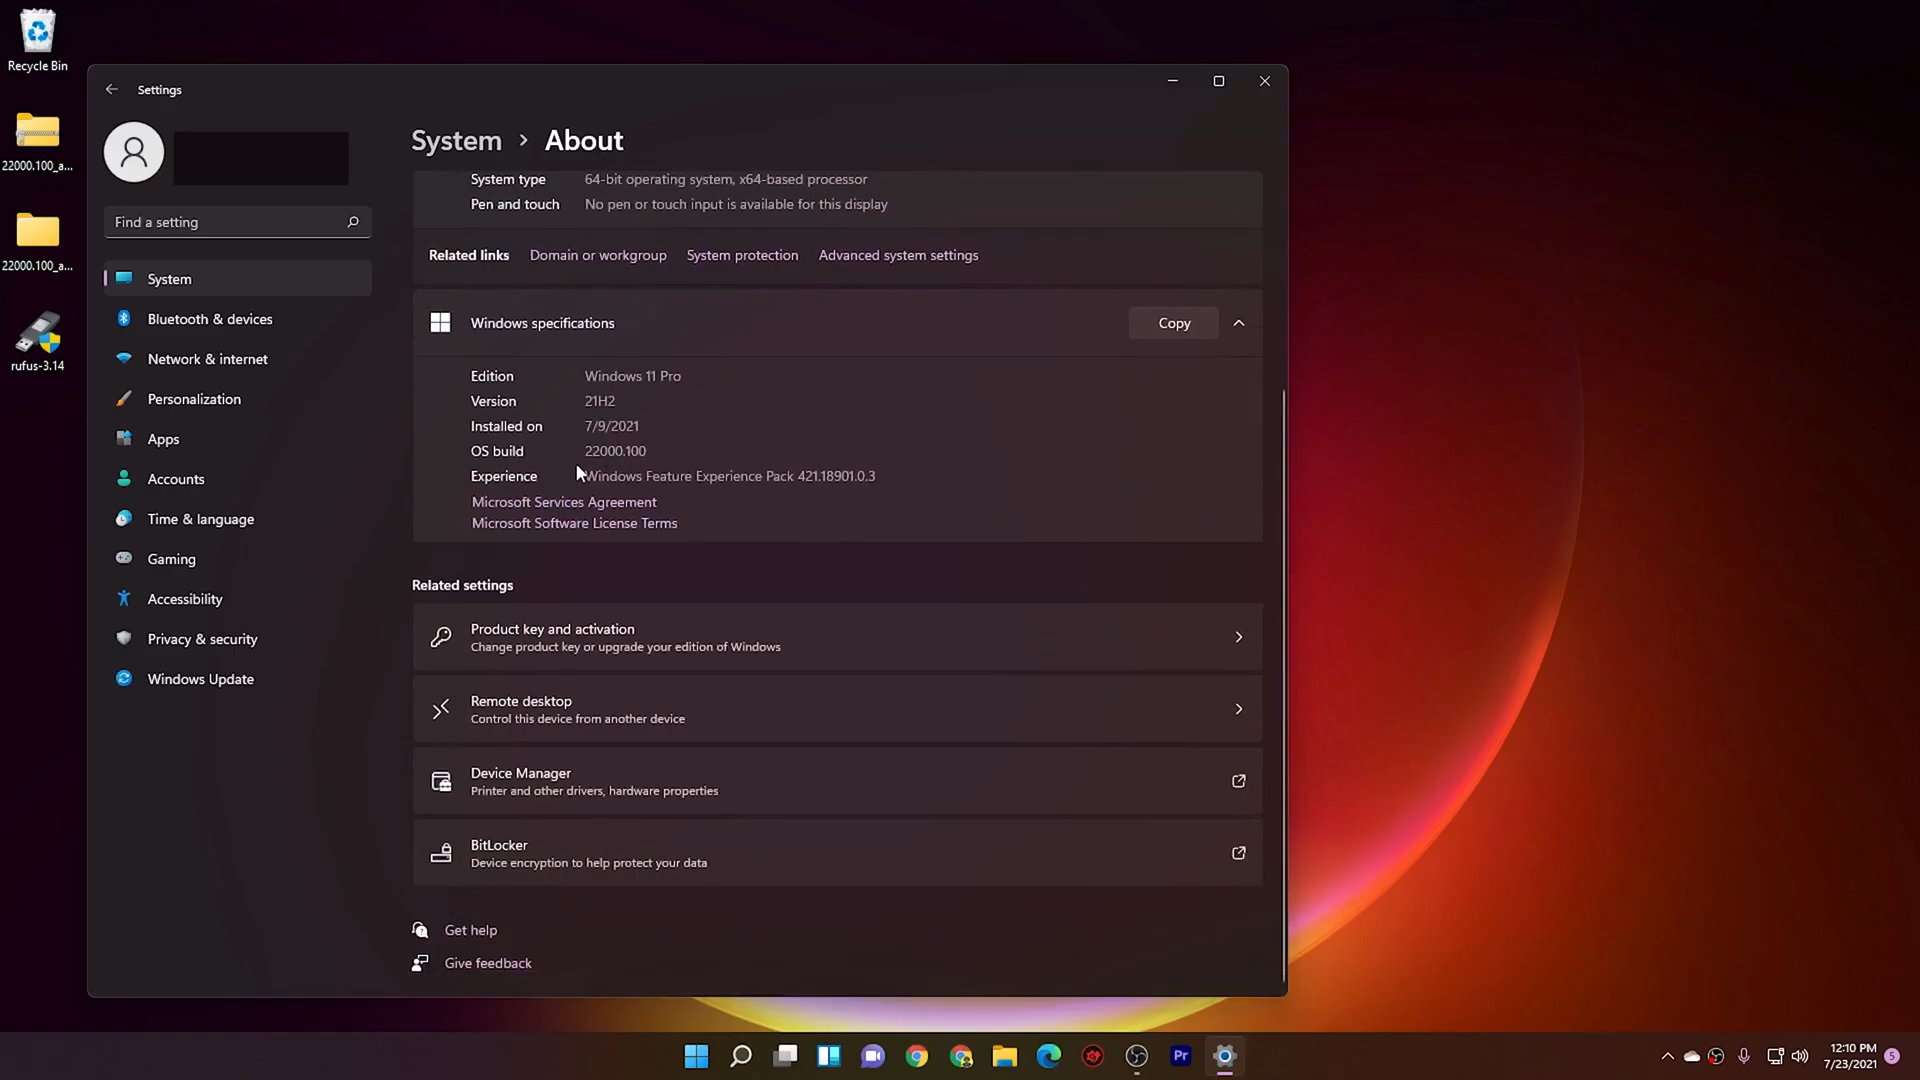 Recycle Bin
22000.100_a...
22000.100_a...
rufus-3.14
Settings
Find a setting
System
Bluetooth & devices
Network & internet
Personalization
Apps
Accounts
Time & language
Gaming
Accessibility
Privacy & security
Windows Update
System > About
System type 64-bit operating system, x64-based processor
Pen and touch No pen or touch input is available for this display
Related links Domain or workgroup System protection Advanced system settings
Windows specifications Copy
Edition Windows 11 Pro
Version 21H2
Installed on 7/9/2021
OS build 22000.100
Experience Windows Feature Experience Pack 421.18901.0.3
Microsoft Services Agreement
Microsoft Software License Terms
Related settings
Product key and activation
Change product key or upgrade your edition of Windows
Remote desktop
Control this device from another device
Device Manager
Printer and other drivers, hardware properties
BitLocker
Device encryption to help protect your data
Get help
Give feedback
Pr
12:10 PM
7/23/2021
5